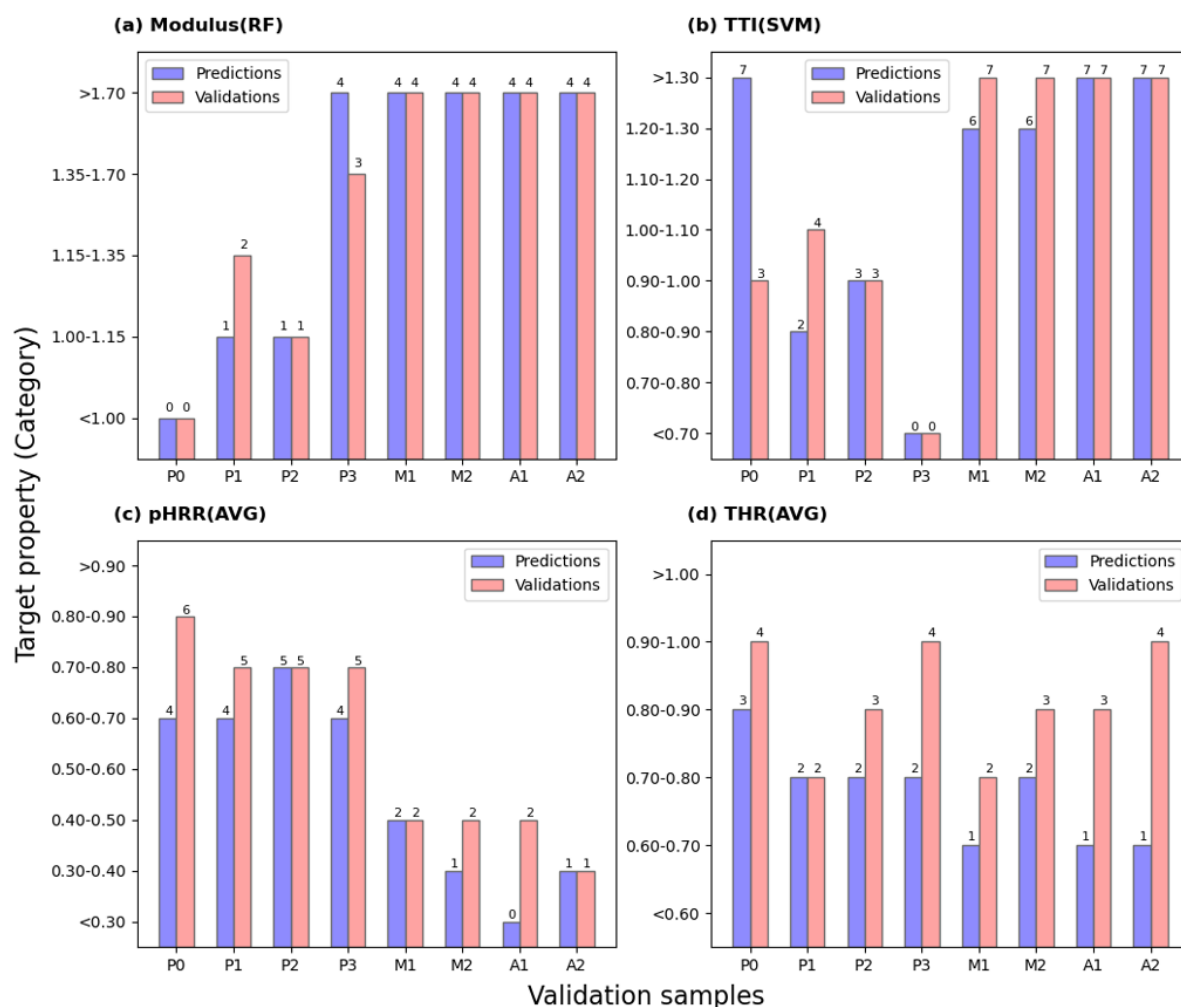 (a) Modulus(RF)
Predictions
Validations
>1.70
1.35-1.70
1.15-1.35
1.00-1.15
<1.00
0 0 1 2 1 1 4 3 4 4 4 4 4 4 4 4
P0 P1 P2 P3 M1 M2 A1 A2
(b) TTI(SVM)
Predictions
Validations
>1.30
1.20-1.30
1.10-1.20
1.00-1.10
0.90-1.00
0.80-0.90
0.70-0.80
<0.70
7 3 2 4 3 3 0 0 6 7 6 7 7 7 7 7
P0 P1 P2 P3 M1 M2 A1 A2
(c) pHRR(AVG)
Predictions
Validations
>0.90
0.80-0.90
0.70-0.80
0.60-0.70
0.50-0.60
0.40-0.50
0.30-0.40
<0.30
4 6 4 5 5 5 4 5 2 2 1 2 0 2 1 1
P0 P1 P2 P3 M1 M2 A1 A2
(d) THR(AVG)
Predictions
Validations
>1.00
0.90-1.00
0.80-0.90
0.70-0.80
0.60-0.70
<0.60
3 4 2 2 2 3 2 4 1 2 2 3 1 3 1 4
P0 P1 P2 P3 M1 M2 A1 A2
Target property (Category)
Validation samples